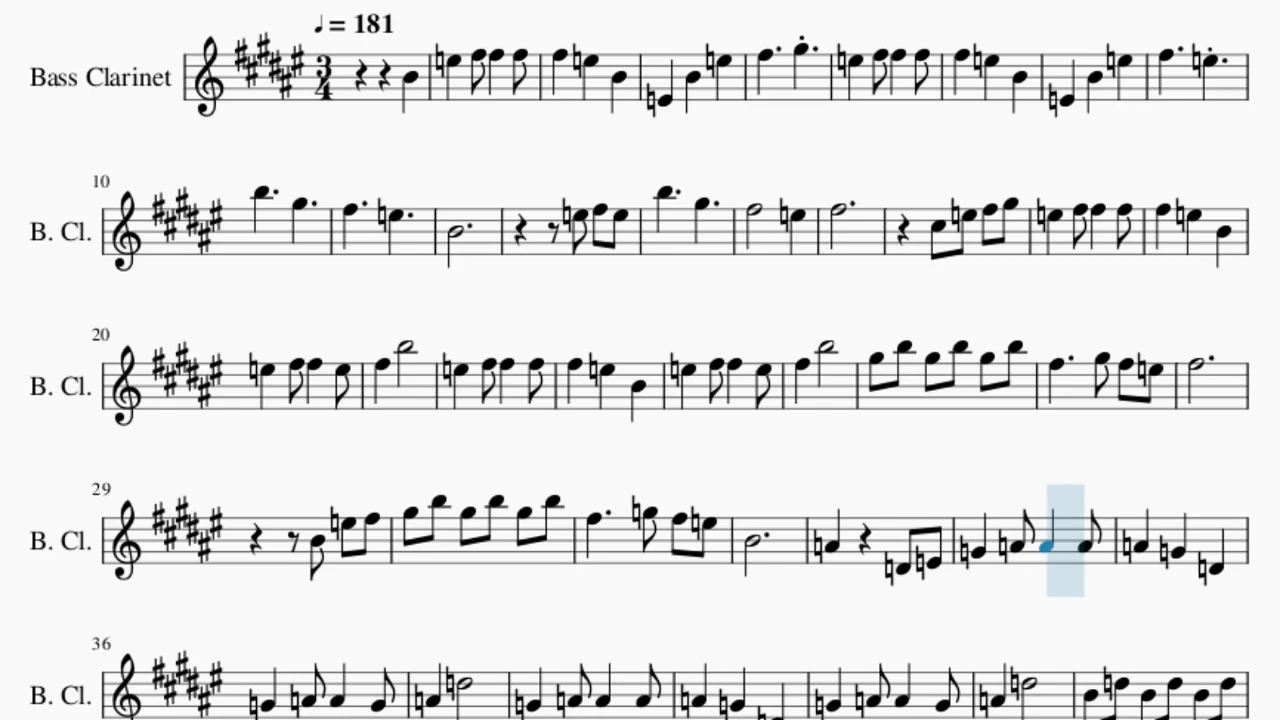 ♩ = 181
Bass Clarinet
3
4
10
B. Cl.
20
B. Cl.
29
B. Cl.
36
B. Cl.